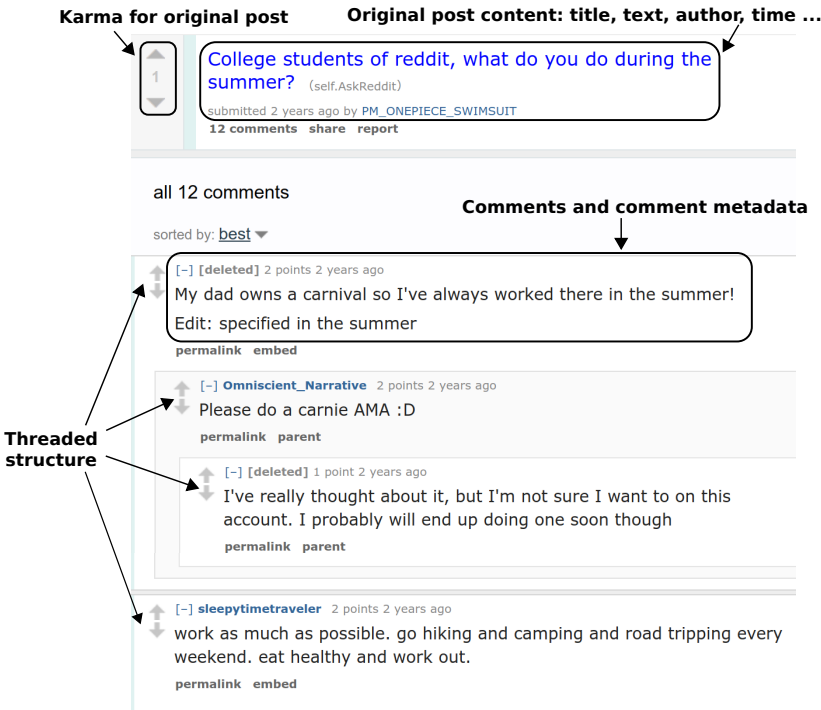 Karma for original post
Original post content: title, text, author, time ...
1
College students of reddit, what do you do during the
summer? (self.AskReddit)
submitted 2 years ago by PM_ONEPIECE_SWIMSUIT
12 comments share report
all 12 comments
Comments and comment metadata
sorted by: best
[–] [deleted] 2 points 2 years ago
My dad owns a carnival so I've always worked there in the summer!
Edit: specified in the summer
permalink embed
[–] Omniscient_Narrative 2 points 2 years ago
Please do a carnie AMA :D
permalink parent
Threaded
structure
[–] [deleted] 1 point 2 years ago
I've really thought about it, but I'm not sure I want to on this
account. I probably will end up doing one soon though
permalink parent
[–] sleepytimetraveler 2 points 2 years ago
work as much as possible. go hiking and camping and road tripping every
weekend. eat healthy and work out.
permalink embed